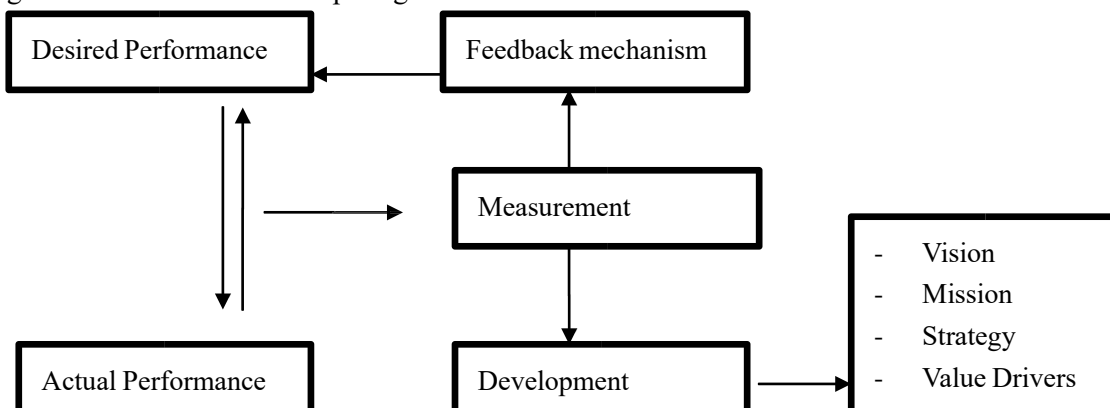 Desired Performance
Feedback mechanism
Measurement
- Vision
- Mission
- Strategy
- Value Drivers
Actual Performance
Development